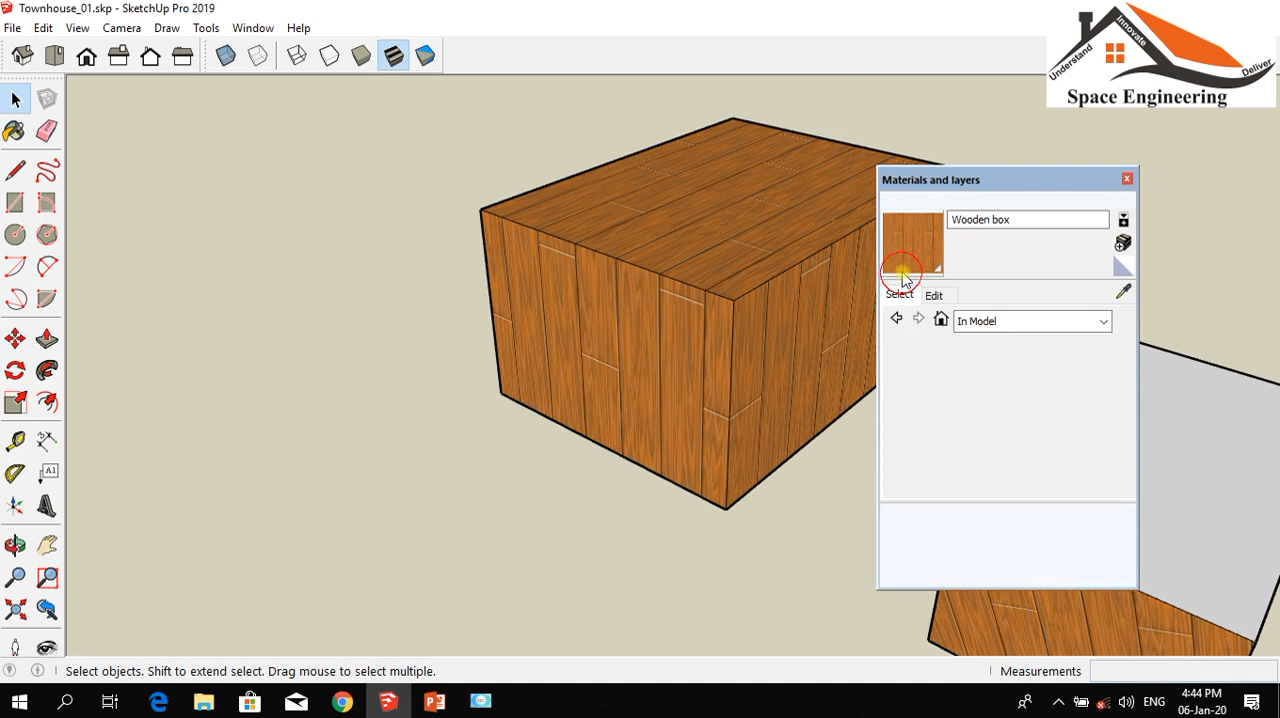 Townhouse_01.skp - SketchUp Pro 2019
File Edit View Camera Draw Tools Window Help
Understand Innovate Deliver
Space Engineering
Materials and layers
x
Wooden box
Select Edit
In Model
A1
Select objects. Shift to extend select. Drag mouse to select multiple.
Measurements
ENG
4:44 PM
06-Jan-20